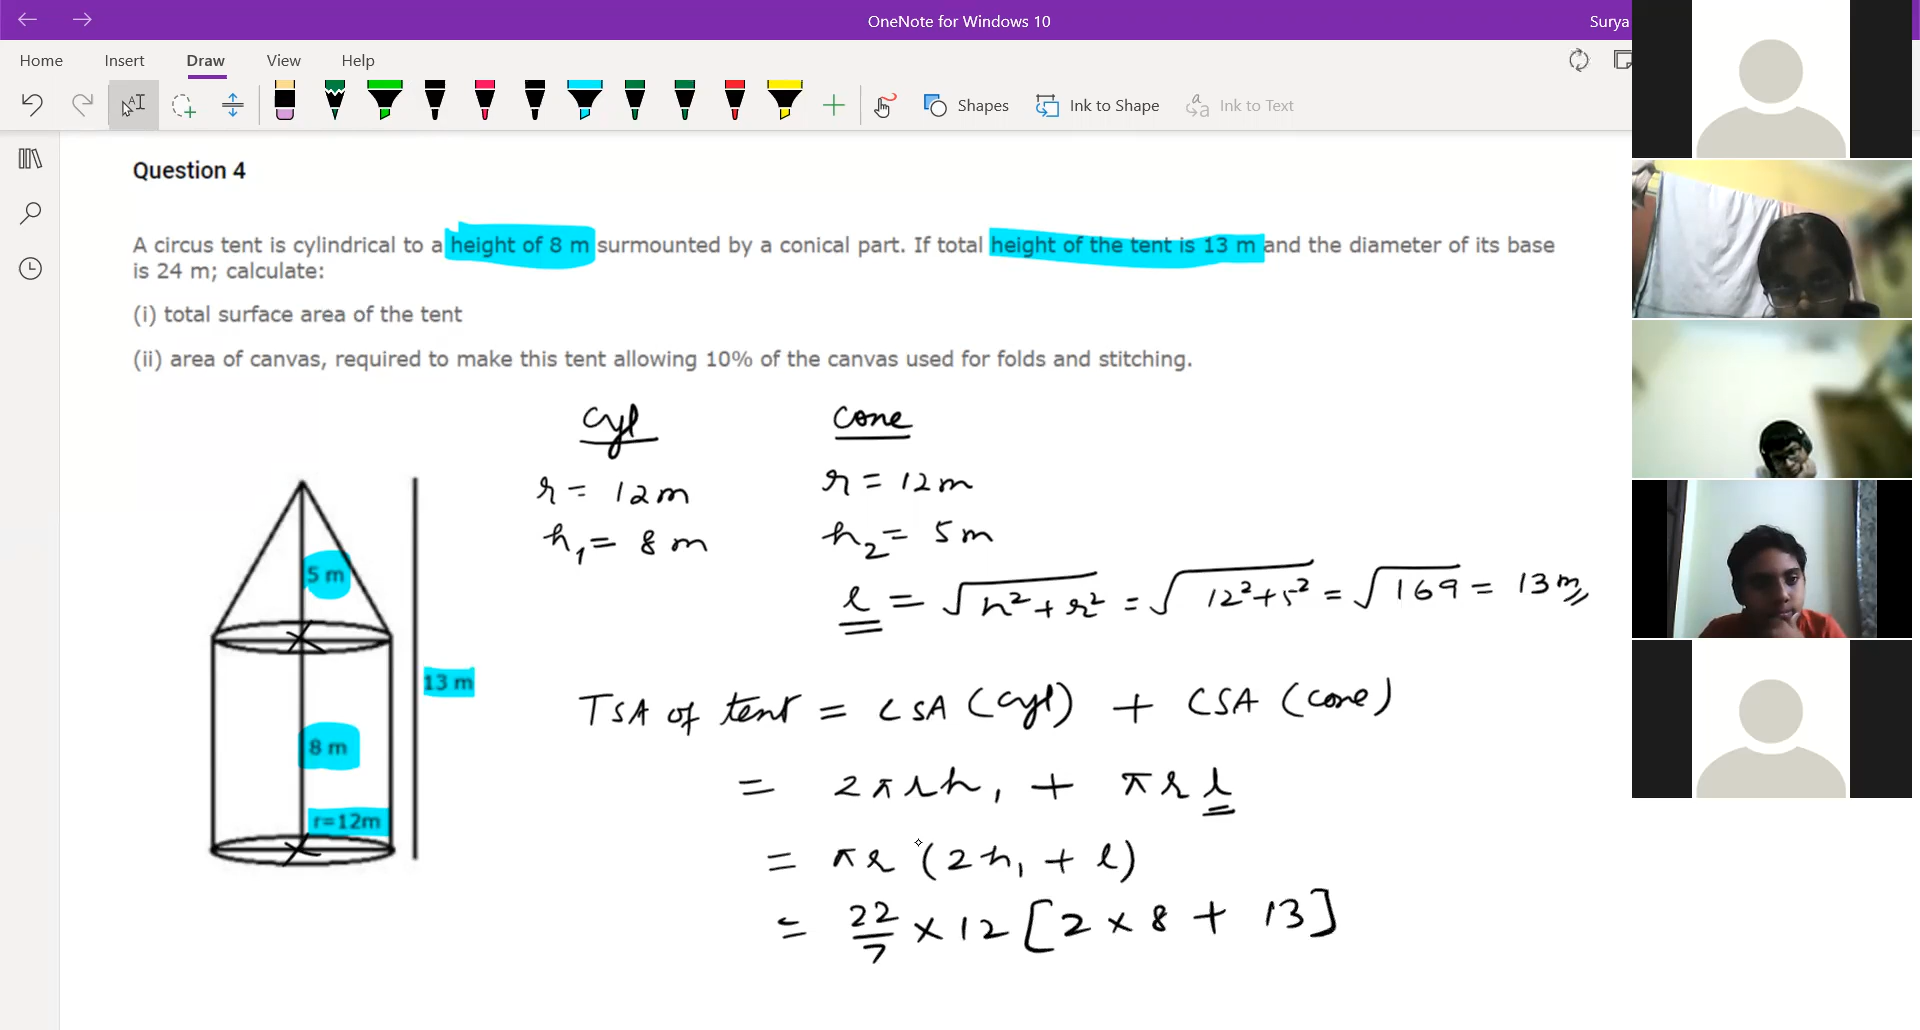 OneNote for Windows 10
Surya
Home Insert Draw View Help
Shapes Ink to Shape Ink to Text
Question 4
A circus tent is cylindrical to a height of 8 m surmounted by a conical part. If total height of the tent is 13 m and the diameter of its base
is 24 m; calculate:
(i) total surface area of the tent
(ii) area of canvas, required to make this tent allowing 10% of the canvas used for folds and stitching.
Cyl
r = 12m
h₁ = 8 m
Cone
r = 12m
h₂ = 5m
l = √h²+r² = √12²+5² = √169 = 13m
5 m
13 m
8 m
r=12m
TSA of tent = CSA (cyl) + CSA (cone)
= 2πrh₁ + πrl
= πr (2h₁ + l)
= 22/7 × 12 [2 × 8 + 13]